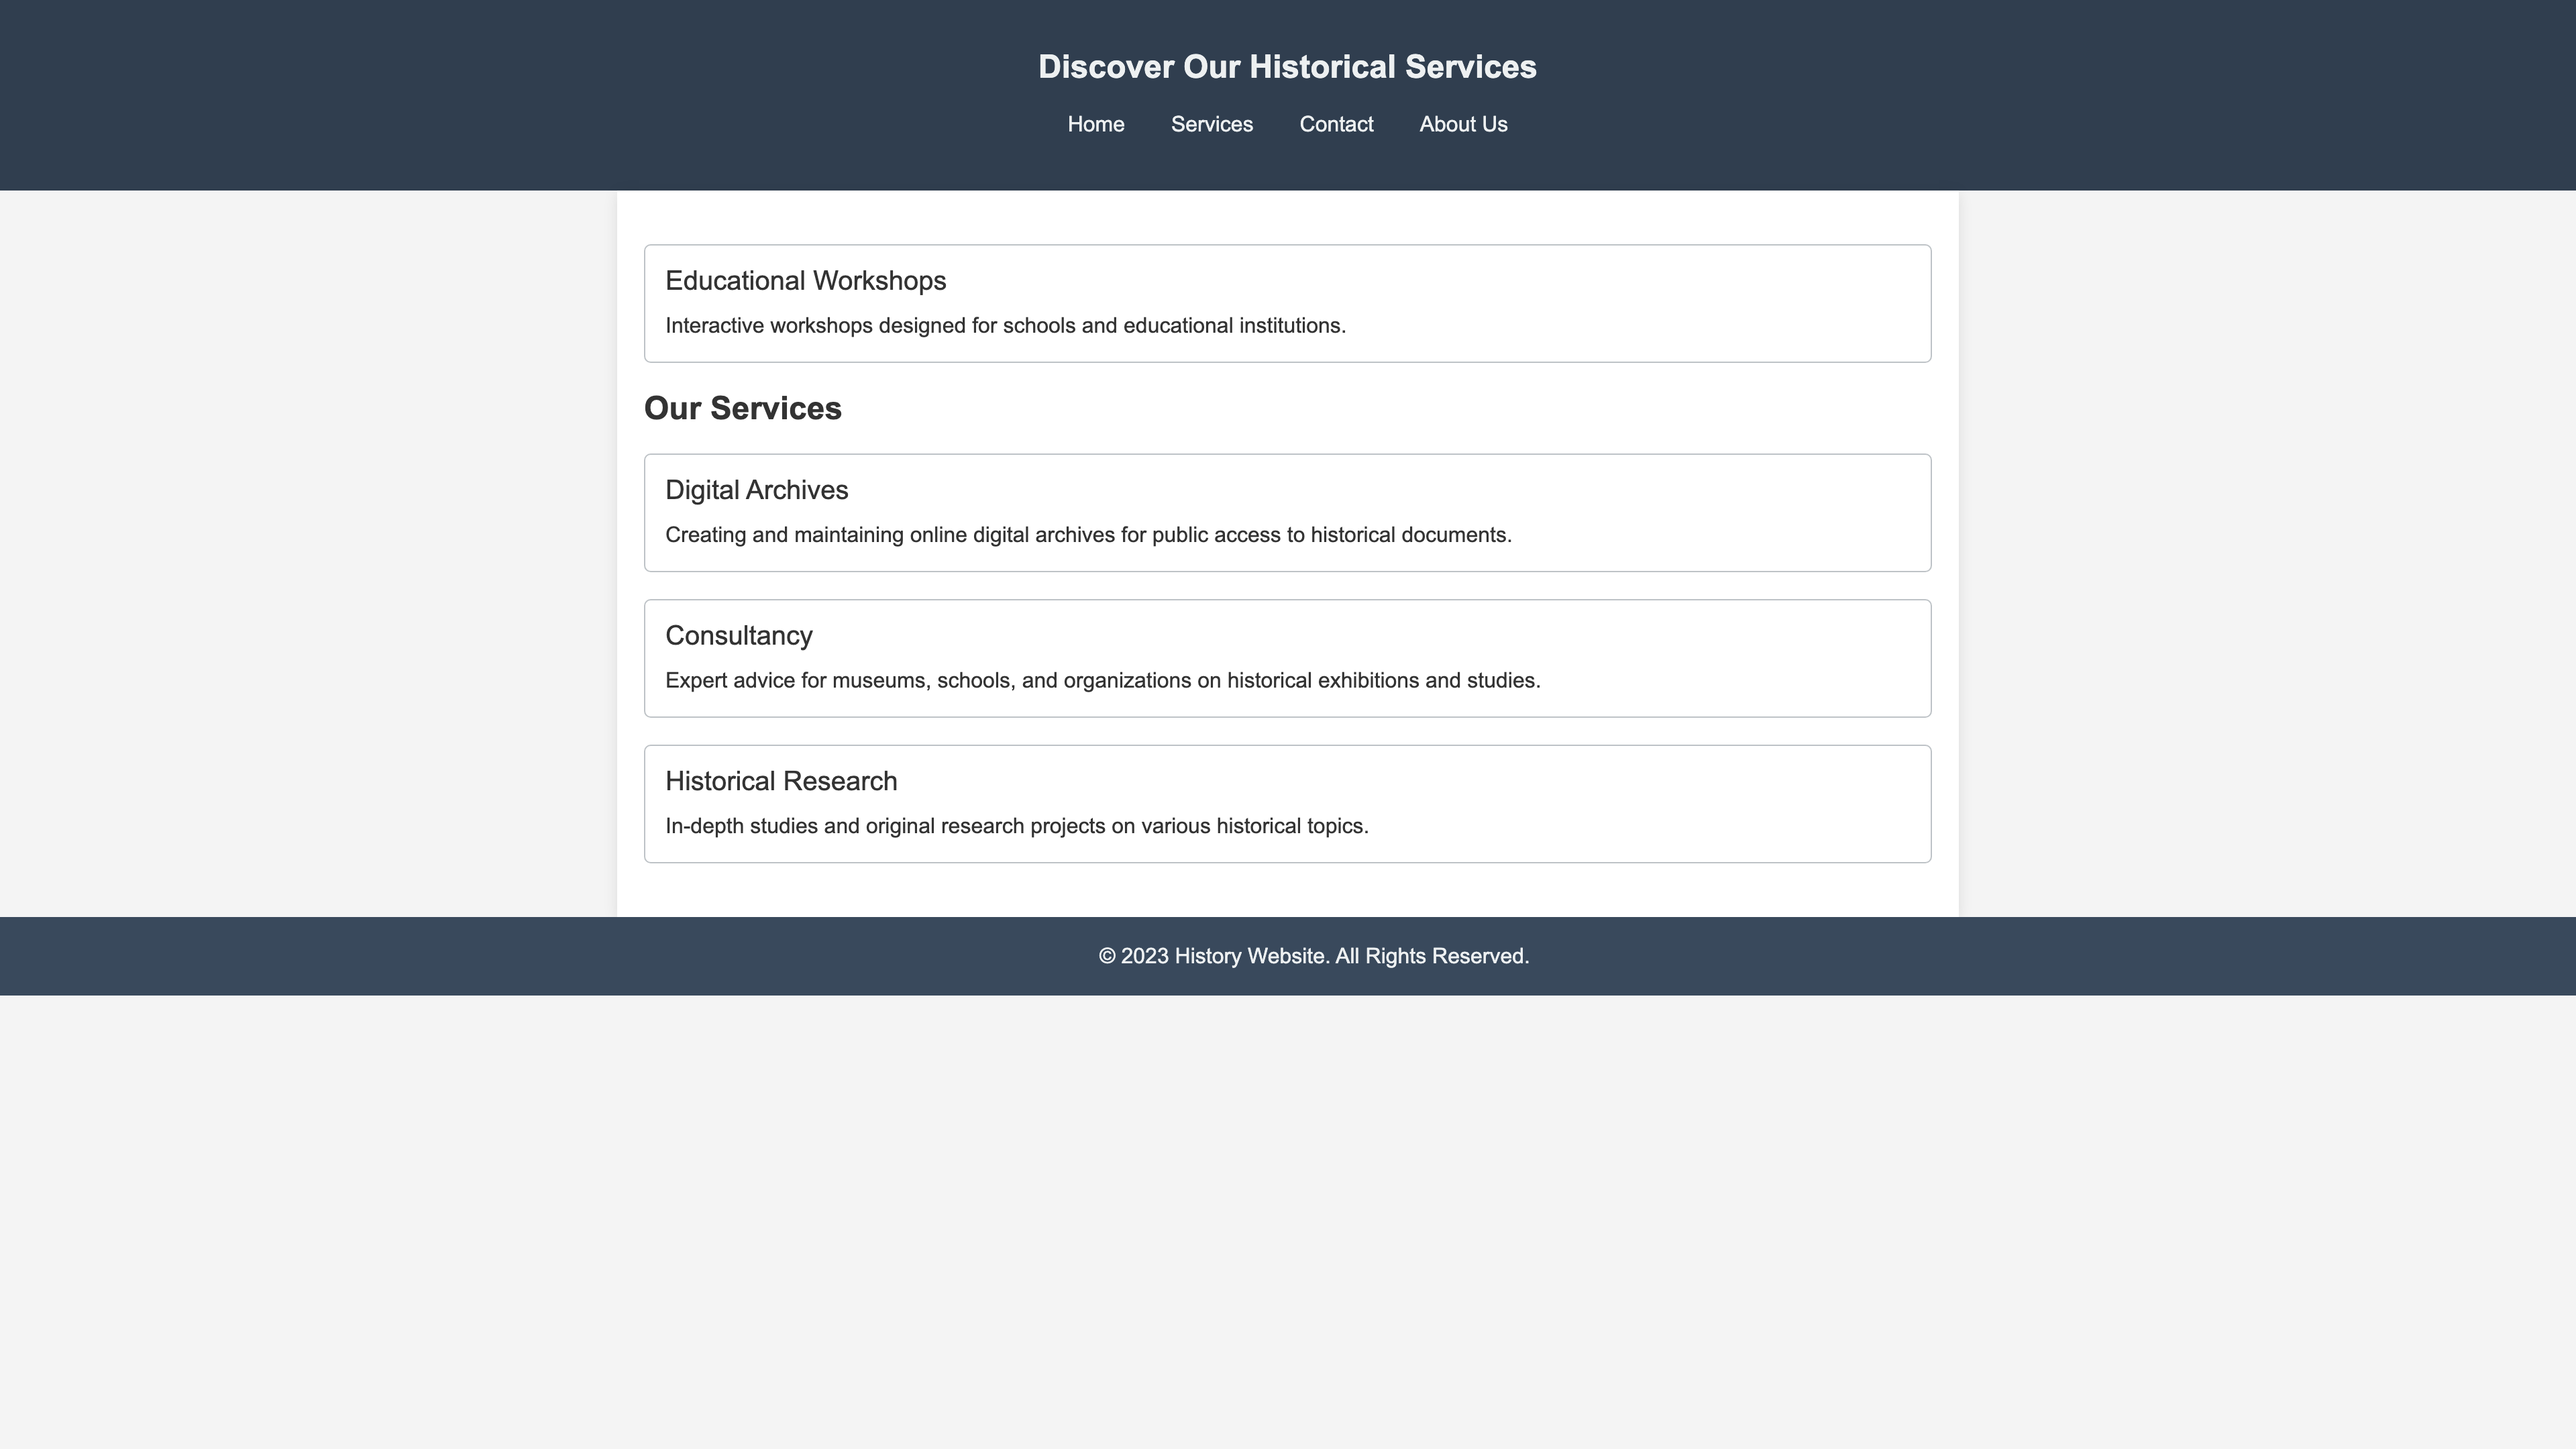 Discover Our Historical Services
Home Services Contact About Us
Educational Workshops
Interactive workshops designed for schools and educational institutions.
Our Services
Digital Archives
Creating and maintaining online digital archives for public access to historical documents.
Consultancy
Expert advice for museums, schools, and organizations on historical exhibitions and studies.
Historical Research
In-depth studies and original research projects on various historical topics.
© 2023 History Website. All Rights Reserved.